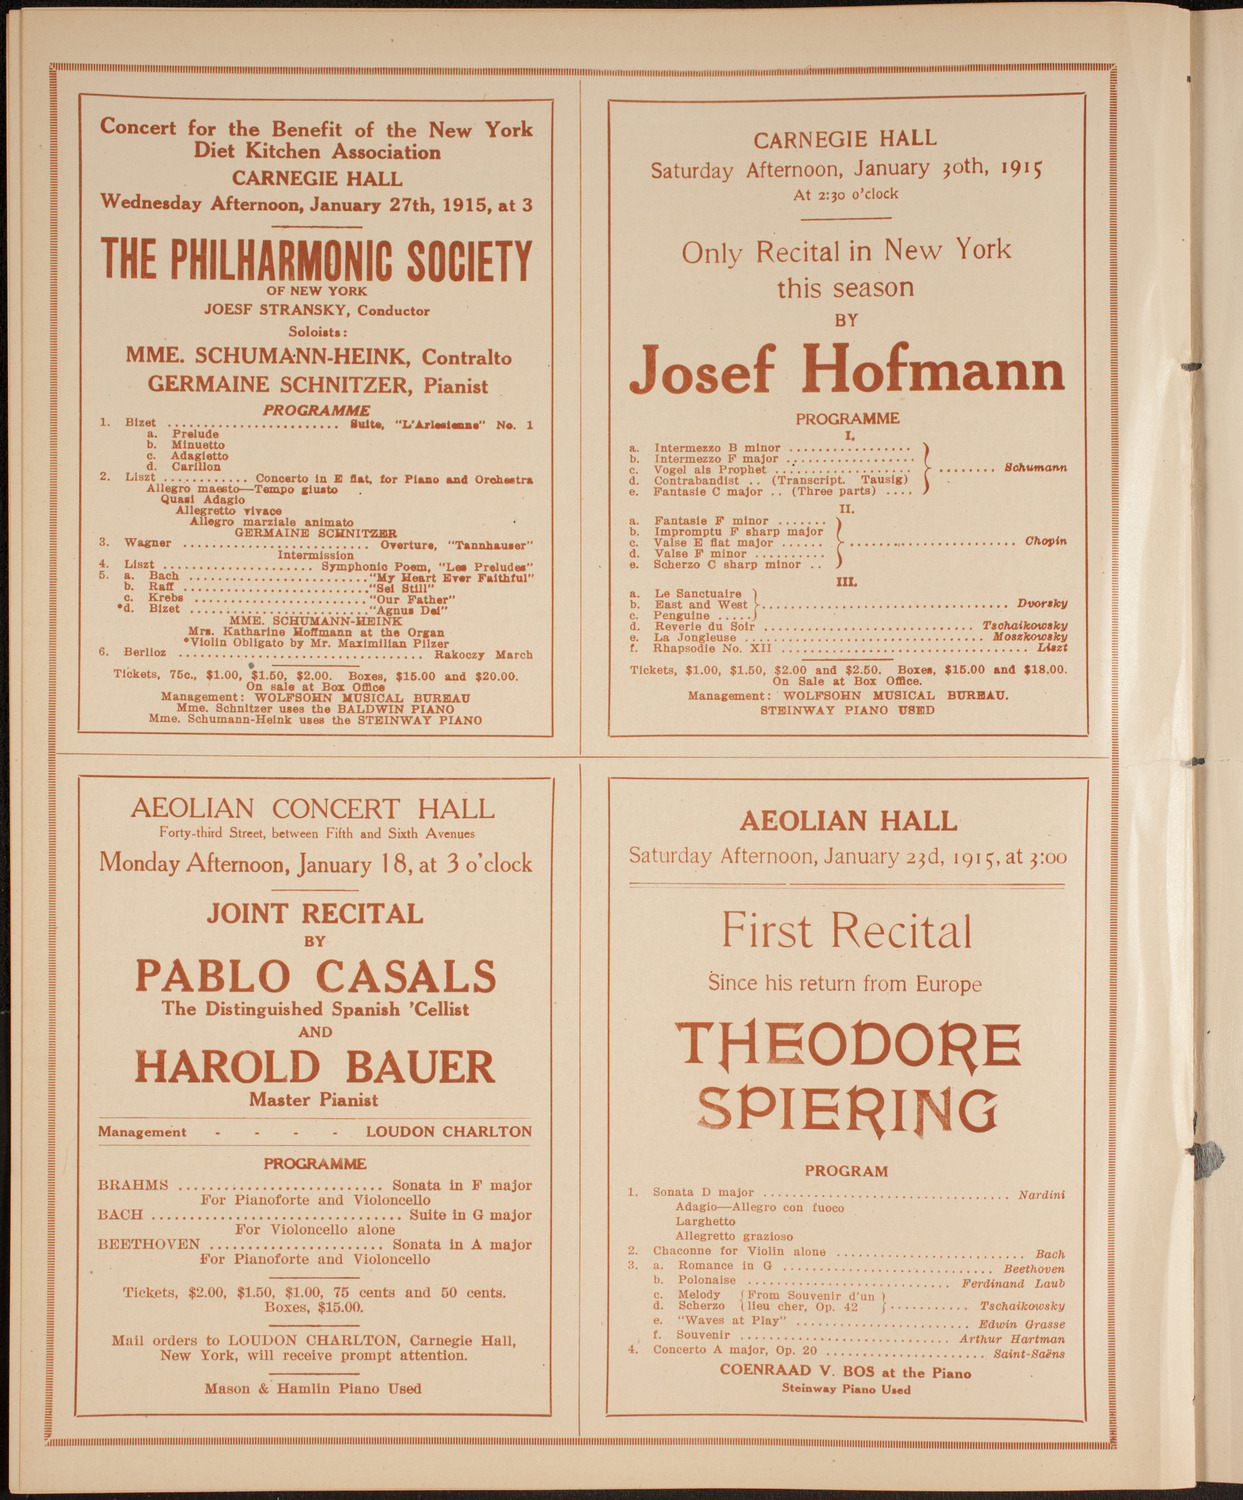 Concert for the Benefit of the New York
Diet Kitchen Association
CARNEGIE HALL
Wednesday Afternoon, January 27th, 1915, at 3
THE PHILHARMONIC SOCIETY
OF NEW YORK
JOESF STRANSKY, Conductor
Soloists:
MME. SCHUMANN-HEINK, Contralto
GERMAINE SCHNITZER, Pianist
PROGRAMME
1. Bizet ........................ Suite, "L'Arlesienne" No. 1
a. Prelude
b. Minuetto
c. Adagietto
d. Carillon
2. Liszt ............ Concerto in E flat, for Piano and Orchestra
Allegro maesto—Tempo giusto
Quasi Adagio
Allegretto vivace
Allegro marziale animato
GERMAINE SCHNITZER
3. Wagner .......................... Overture, "Tannhauser"
Intermission
4. Liszt ..................... Symphonic Poem, "Les Preludes"
5. a. Bach .........................."My Heart Ever Faithful"
b. Raff .........................."Sei Still"
c. Krebs ........................."Our Father"
*d. Bizet ........................."Agnus Dei"
MME. SCHUMANN-HEINK
Mrs. Katharine Hoffmann at the Organ
*Violin Obligato by Mr. Maximilian Pilzer
6. Berlioz .................................. Rakoczy March
Tickets, 75c., $1.00, $1.50, $2.00. Boxes, $15.00 and $20.00.
On sale at Box Office
Management: WOLFSOHN MUSICAL BUREAU
Mme. Schnitzer uses the BALDWIN PIANO
Mme. Schumann-Heink uses the STEINWAY PIANO
CARNEGIE HALL
Saturday Afternoon, January 30th, 1915
At 2:30 o'clock
Only Recital in New York
this season
BY
Josef Hofmann
PROGRAMME
I.
a. Intermezzo B minor ................
b. Intermezzo F major ................
c. Vogel als Prophet ................... ........ Schumann
d. Contrabandist .. (Transcript. Tausig)
e. Fantasie C major .. (Three parts) ....
II.
a. Fantasie F minor .......
b. Impromptu F sharp major
c. Valse E flat major ...... ........................ Chopin
d. Valse F minor ..........
e. Scherzo C sharp minor ..
III.
a. Le Sanctuaire
b. East and West .................................. Dvorsky
c. Penguine .....
d. Reverie du Soir .............................. Tschaikowsky
e. La Jongleuse .................................. Moszkowsky
f. Rhapsodie No. XII .................................. Liszt
Tickets, $1.00, $1.50, $2.00 and $2.50. Boxes, $15.00 and $18.00.
On Sale at Box Office.
Management: WOLFSOHN MUSICAL BUREAU.
STEINWAY PIANO USED
AEOLIAN CONCERT HALL
Forty-third Street, between Fifth and Sixth Avenues
Monday Afternoon, January 18, at 3 o'clock
JOINT RECITAL
BY
PABLO CASALS
The Distinguished Spanish 'Cellist
AND
HAROLD BAUER
Master Pianist
Management - - - - LOUDON CHARLTON
PROGRAMME
BRAHMS .......................... Sonata in F major
For Pianoforte and Violoncello
BACH ................................ Suite in G major
For Violoncello alone
BEETHOVEN ...................... Sonata in A major
For Pianoforte and Violoncello
Tickets, $2.00, $1.50, $1.00, 75 cents and 50 cents.
Boxes, $15.00.
Mail orders to LOUDON CHARLTON, Carnegie Hall,
New York, will receive prompt attention.
Mason & Hamlin Piano Used
AEOLIAN HALL
Saturday Afternoon, January 23d, 1915, at 3:00
First Recital
Since his return from Europe
THEODORE
SPIERING
PROGRAM
1. Sonata D major ................................ Nardini
Adagio—Allegro con fuoco
Larghetto
Allegretto grazioso
2. Chaconne for Violin alone ......................... Bach
3. a. Romance in G ............................ Beethoven
b. Polonaise .......................... Ferdinand Laub
c. Melody (From Souvenir d'un )
d. Scherzo (lieu cher, Op. 42 ........... Tschaikowsky
e. "Waves at Play" ....................... Edwin Grasse
f. Souvenir ........................... Arthur Hartman
4. Concerto A major, Op. 20 ..................... Saint-Saëns
COENRAAD V. BOS at the Piano
Steinway Piano Used